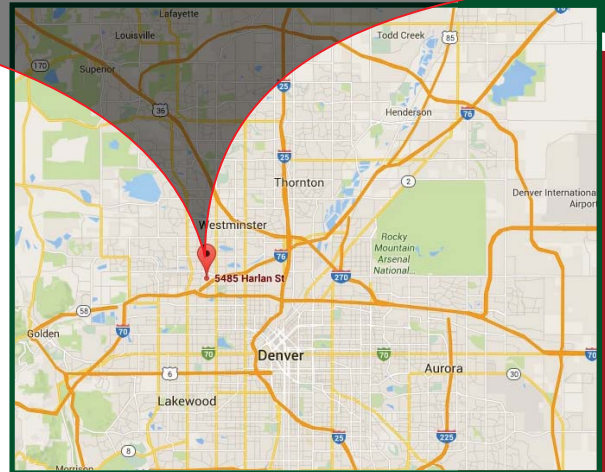 Lafayette
Louisville
Todd Creek
85
170
Superior
76
25
36
Henderson
76
25
Thornton
2
Denver International
Airport
Westminster
Rocky
Mountain
Arsenal
National...
76
270
5485 Harlan St
58
Golden
70
70
Denver
70
70
Aurora
6
30
Lakewood
25
225
8
Morrison